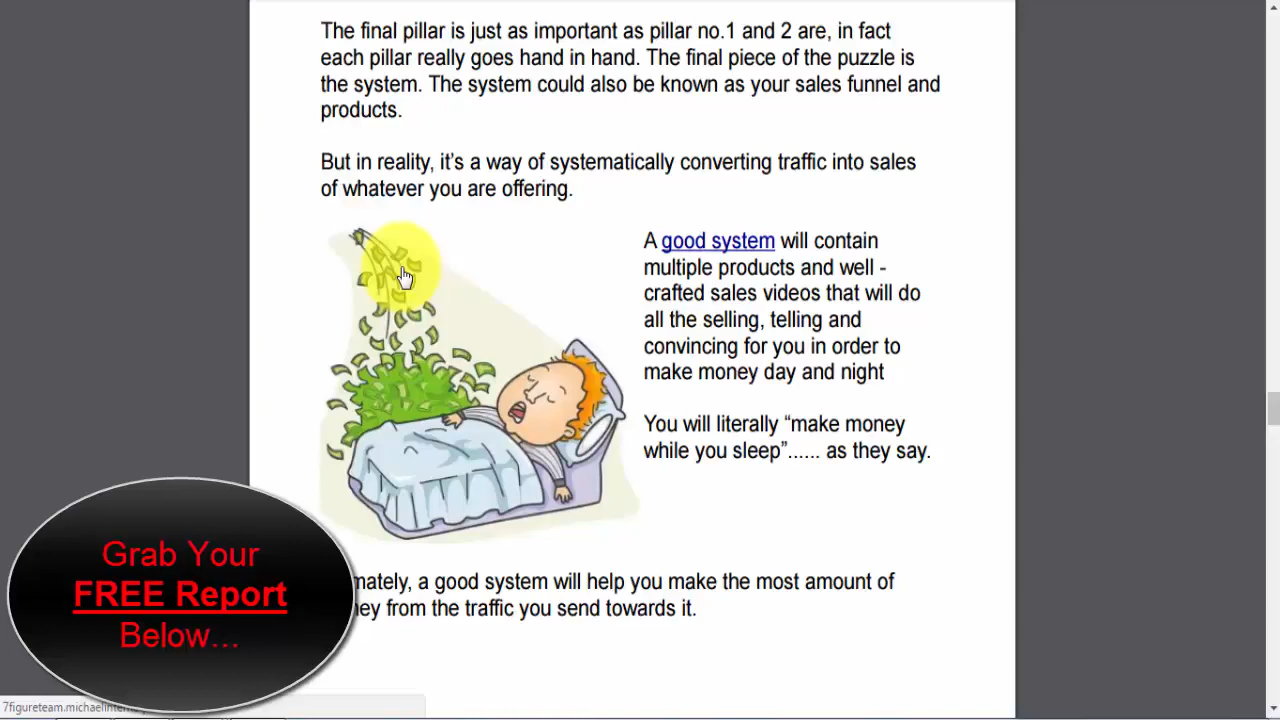 The final pillar is just as important as pillar no.1 and 2 are, in fact
each pillar really goes hand in hand. The final piece of the puzzle is
the system. The system could also be known as your sales funnel and
products.
But in reality, it's a way of systematically converting traffic into sales
of whatever you are offering.
A good system will contain
multiple products and well -
crafted sales videos that will do
all the selling, telling and
convincing for you in order to
make money day and night
You will literally “make money
while you sleep”...... as they say.
mately, a good system will help you make the most amount of
ey from the traffic you send towards it.
Grab Your
FREE Report
Below...